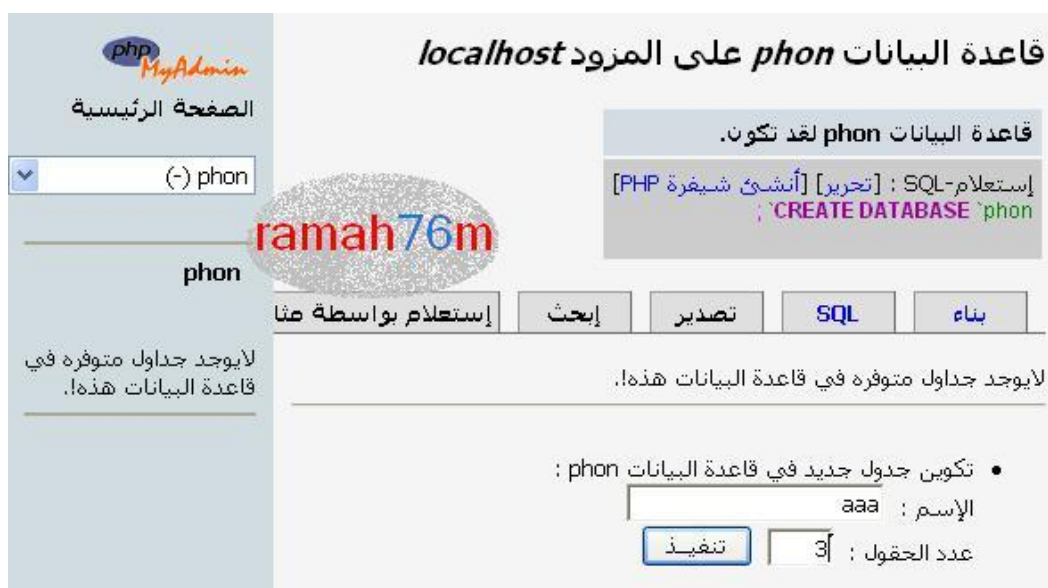 قاعدة البيانات phon على المزود localhost
قاعدة البيانات phon لقد تكون.
إستعلام-SQL : [تحرير] [أنشئ شيفرة PHP]
CREATE DATABASE `phon` ;
بناء
SQL
تصدير
إبحث
إستعلام بواسطة مثا
لايوجد جداول متوفره في قاعدة البيانات هذه!.
• تكوين جدول جديد في قاعدة البيانات phon :
الإسم : aaa
عدد الحقول : 3 تنفيـذ
php
MyAdmin
الصفحة الرئيسية
phon (-)
phon
لايوجد جداول متوفره في
قاعدة البيانات هذه!.
ramah76m